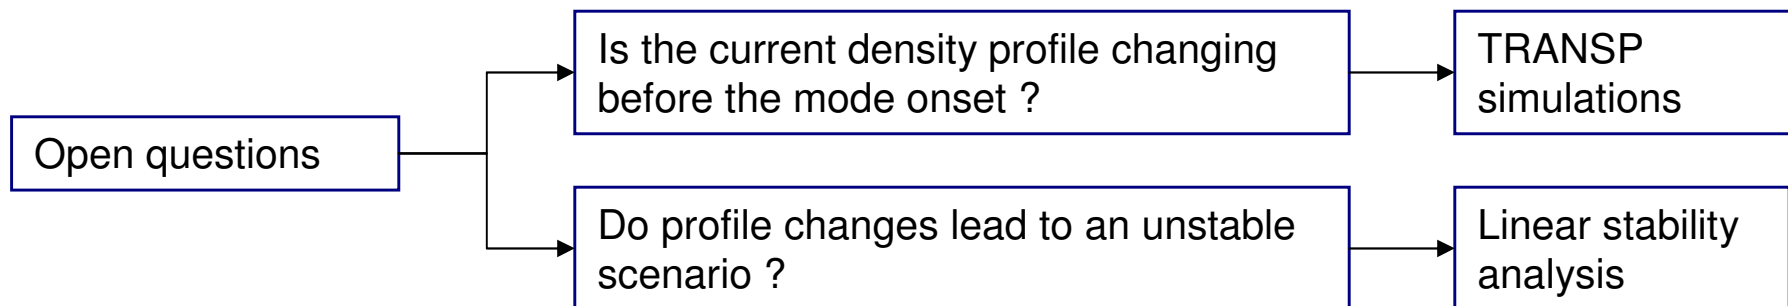 Open questions
Is the current density profile changing
before the mode onset ?
TRANSP
simulations
Do profile changes lead to an unstable
scenario ?
Linear stability
analysis